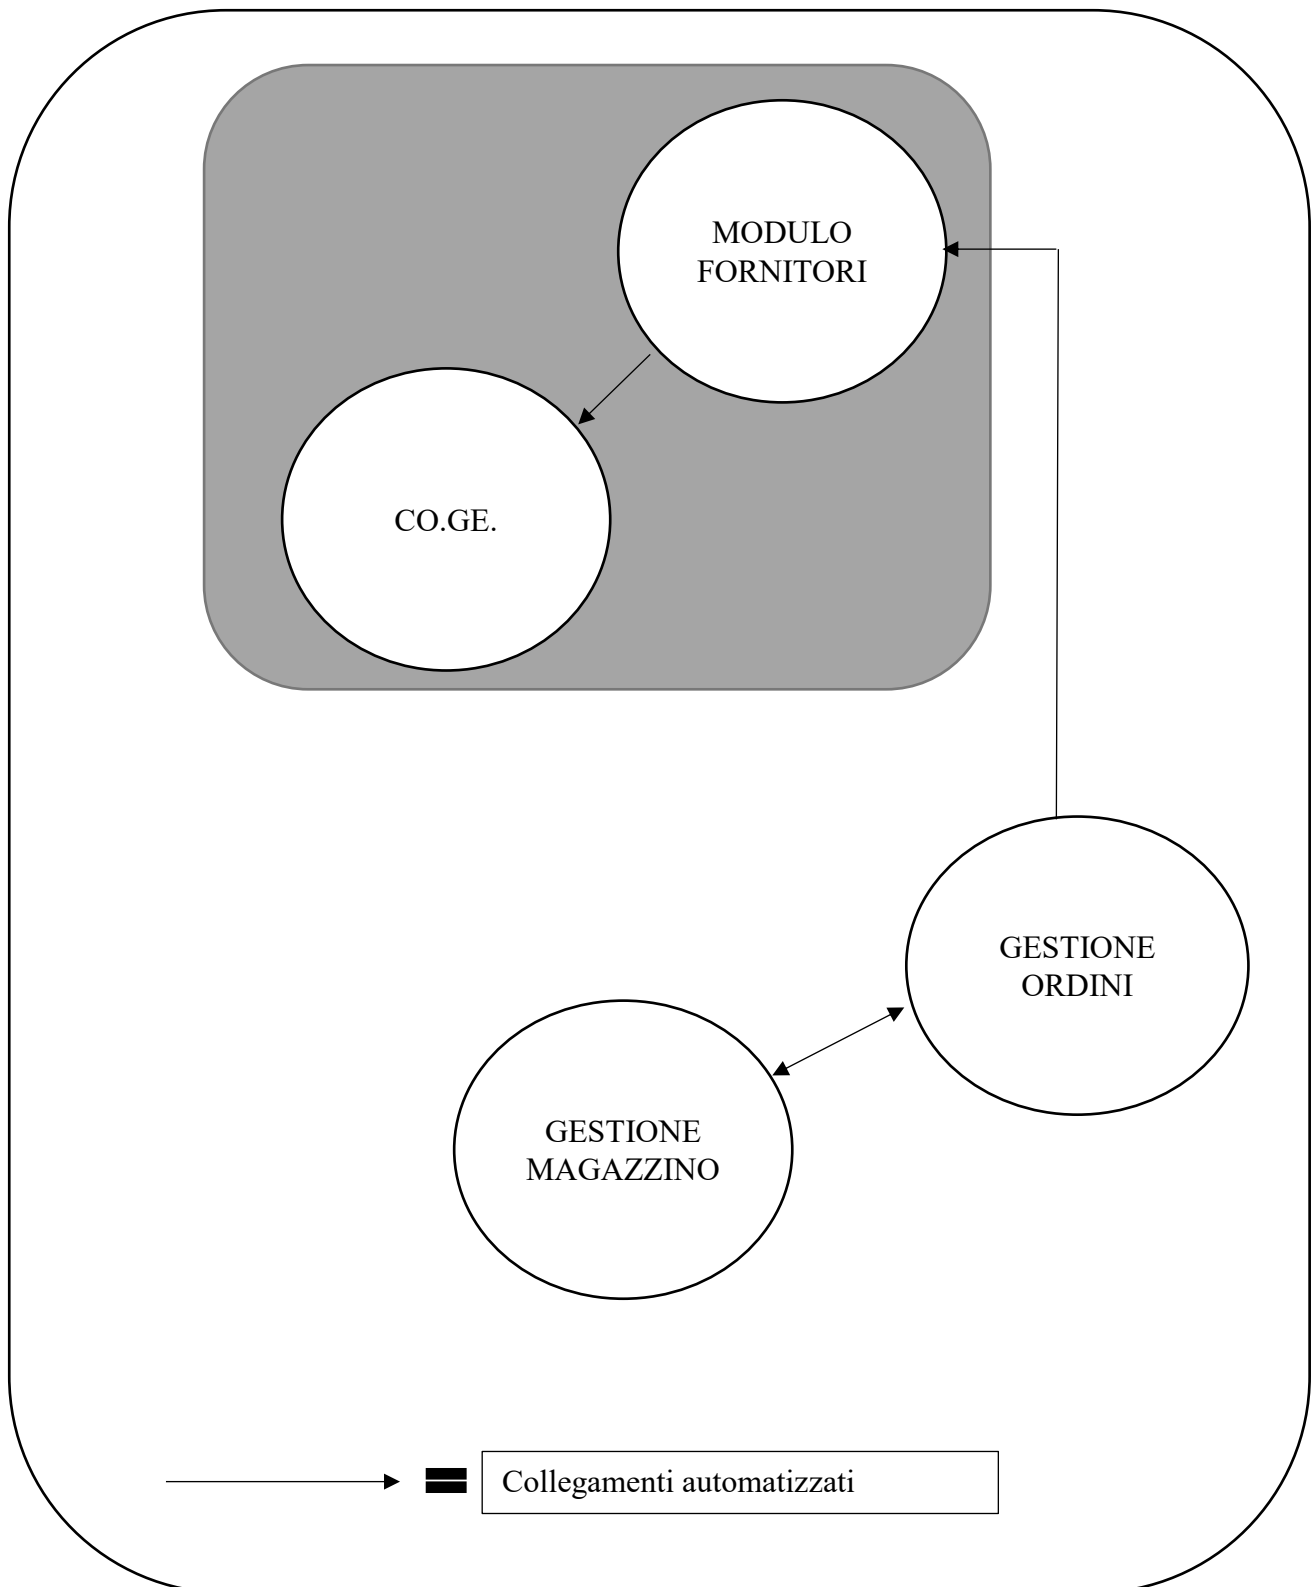 MODULO
FORNITORI
CO.GE.
GESTIONE
ORDINI
GESTIONE
MAGAZZINO
Collegamenti automatizzati